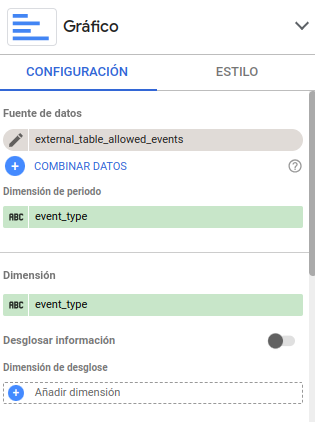 Gráfico
CONFIGURACIÓN ESTILO
Fuente de datos
external_table_allowed_events
COMBINAR DATOS
Dimensión de periodo
ABC event_type
Dimensión
ABC event_type
Desglosar información
Dimensión de desglose
Añadir dimensión